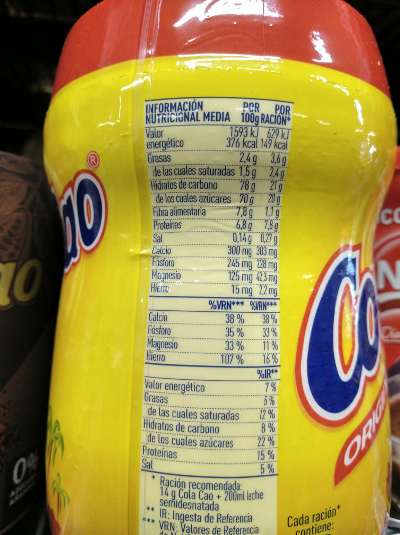 INFORMACIÓN PCR POR
NUTRICIONAL MEDIA 100g RACIÓN*
Valor 1593 kJ 629 kJ
energético 376 kcal 149 kcal
Grasas 2,4 g 3,6 g
de las cuales saturadas 1,5 g 2,4 g
Hidratos de carbono 78 g 21 g
de los cuales azúcares 70 g 20 g
Fibra alimentaria 7,8 g 1,1 g
Proteínas 6,8 g 7,8 g
Sal 0,14 g 0,27 g
Calcio 300 mg 303 mg
Fósforo 245 mg 228 mg
Magnesio 125 mg 42,3 mg
Hierro 15 mg 2,2 mg
%VRN*** %VRN***
Calcio 38 % 38 %
Fósforo 35 % 33 %
Magnesio 33 % 11 %
Hierro 107 % 16 %
%IR**
Valor energético 7 %
Grasas 5 %
de las cuales saturadas 12 %
Hidratos de carbono 8 %
de los cuales azúcares 22 %
Proteínas 15 %
Sal 5 %
* Ración recomendada:
14 g Cola Cao + 200ml leche
semidesnatada
** IR: Ingesta de Referencia
*** VRN: Valores de Referencia
ao ®
Co
ORIG
Cada ración*
contiene:
ao
0%